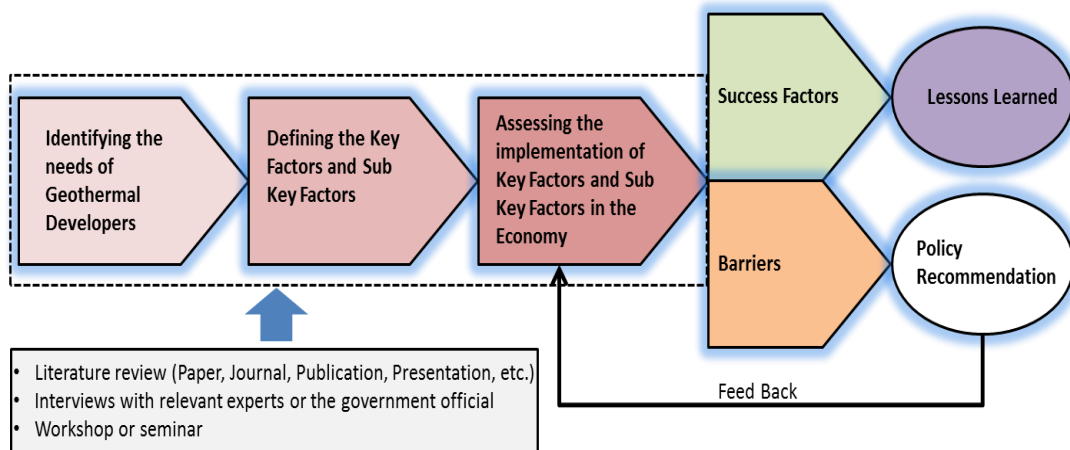 Identifying the
needs of
Geothermal
Developers
Defining the Key
Factors and Sub
Key Factors
Assessing the
implementation of
Key Factors and Sub
Key Factors in the
Economy
Success Factors
Lessons Learned
Barriers
Policy
Recommendation
Feed Back
• Literature review (Paper, Journal, Publication, Presentation, etc.)
• Interviews with relevant experts or the government official
• Workshop or seminar